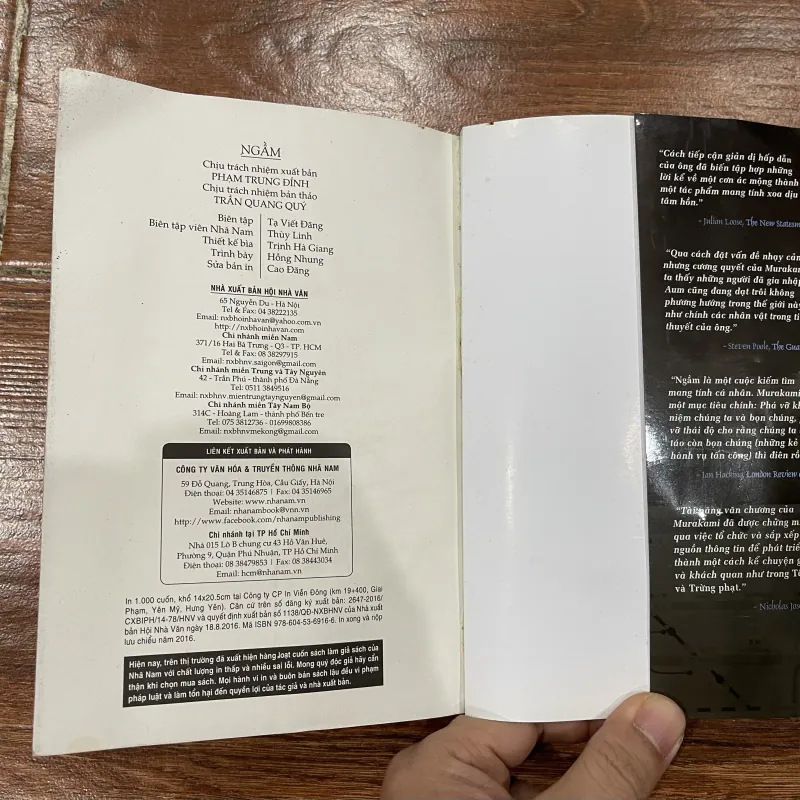 NGẦM
Chịu trách nhiệm xuất bản
PHẠM TRUNG ĐỈNH
Chịu trách nhiệm bản thảo
TRẦN QUANG QUÝ
Biên tập Tạ Viết Đãng
Biên tập viên Nhã Nam Thùy Linh
Thiết kế bìa Trịnh Hà Giang
Trình bày Hồng Nhung
Sửa bản in Cao Đăng
NHÀ XUẤT BẢN HỘI NHÀ VĂN
65 Nguyễn Du - Hà Nội
Tel & Fax: 04 38222135
Email: nxbhoinhavan@yahoo.com.vn
http://nxbhoinhavan.vn
Chi nhánh miền Nam
371/16 Hai Bà Trưng - Q3 - TP. HCM
Tel & Fax: 08 38297915
Email: nxbhnv.saigon@gmail.com
Chi nhánh miền Trung và Tây Nguyên
42 - Trần Phú - thành phố Đà Nẵng
Tel: 0511 3849516
Email: nxbhnv.mientrungtaynguyen@gmail.com
Chi nhánh miền Tây Nam Bộ
314C - Hoàng Lam - thành phố Bến tre
Tel: 075 3812736 - 01699808386
Email: nxbhnvmekong@gmail.com
LIÊN KẾT XUẤT BẢN VÀ PHÁT HÀNH
CÔNG TY VĂN HÓA & TRUYỀN THÔNG NHÃ NAM
59 Đỗ Quang, Trung Hòa, Cầu Giấy, Hà Nội
Điện thoại: 04 35146875 | Fax: 04 35146965
Website: www.nhanam.vn
Email: nhanambook@vnn.vn
http://www.facebook.com/nhanampublishing
Chi nhánh tại TP Hồ Chí Minh
Nhà 015 Lô B chung cư 43 Hồ Văn Huê,
Phường 9, Quận Phú Nhuận, TP Hồ Chí Minh
Điện thoại: 08 38479853 | Fax: 08 38443034
Email: hcm@nhanam.vn
In 1.000 cuốn, khổ 14x20.5cm tại Công ty CP In Viễn Đông (km 19+400, Giai
Phạm, Yên Mỹ, Hưng Yên). Căn cứ trên số đăng ký xuất bản: 2647-2016/
CXBIPH/14-78/HNV và quyết định xuất bản số 1138/QĐ-NXBHNV của Nhà xuất
bản Hội Nhà Văn ngày 18.8.2016. Mã ISBN 978-604-53-6916-6. In xong và nộp
lưu chiểu năm 2016.
Hiện nay, trên thị trường đã xuất hiện hàng loạt cuốn sách làm giả sách của
Nhã Nam với chất lượng in thấp và nhiều sai lỗi. Mong quý độc giả hãy cẩn
thận khi chọn mua sách. Mọi hành vi in và buôn bán sách lậu đều vi phạm
pháp luật và làm tổn hại đến quyền lợi của tác giả và nhà xuất bản.
“Cách tiếp cận giản dị hấp dẫn
của ông đã biến tập hợp những
lời kể về một cơn ác mộng thành
một tác phẩm mang tính xoa dịu
tâm hồn.”
- Julian Loose, The New Statesm
“Qua cách đặt vấn đề nhạy cảm
nhưng cương quyết của Murakam
ta thấy những người đã gia nhập
Aum cũng đang dạt trôi không
phương hướng trong thế giới này
như chính các nhân vật trong ti
thuyết của ông.”
- Steven Poole, The Gua
“Ngầm là một cuộc kiếm tìm
mang tính cá nhân. Murakami
một mục tiêu chính: Phá vỡ kh
niệm chúng ta và bọn chúng,
vỡ thái độ cho rằng chúng ta
táo còn bọn chúng (những kẻ
hành vụ tấn công) thì điên rồ
- Ian Hacking, London Review
“Tài năng văn chương của
Murakami đã được chứng mi
qua việc tổ chức và sắp xếp
nguồn thông tin để phát triể
thành một cách kể chuyện g
và khách quan như trong Tộ
và Trừng phạt.”
- Nicholas Jos